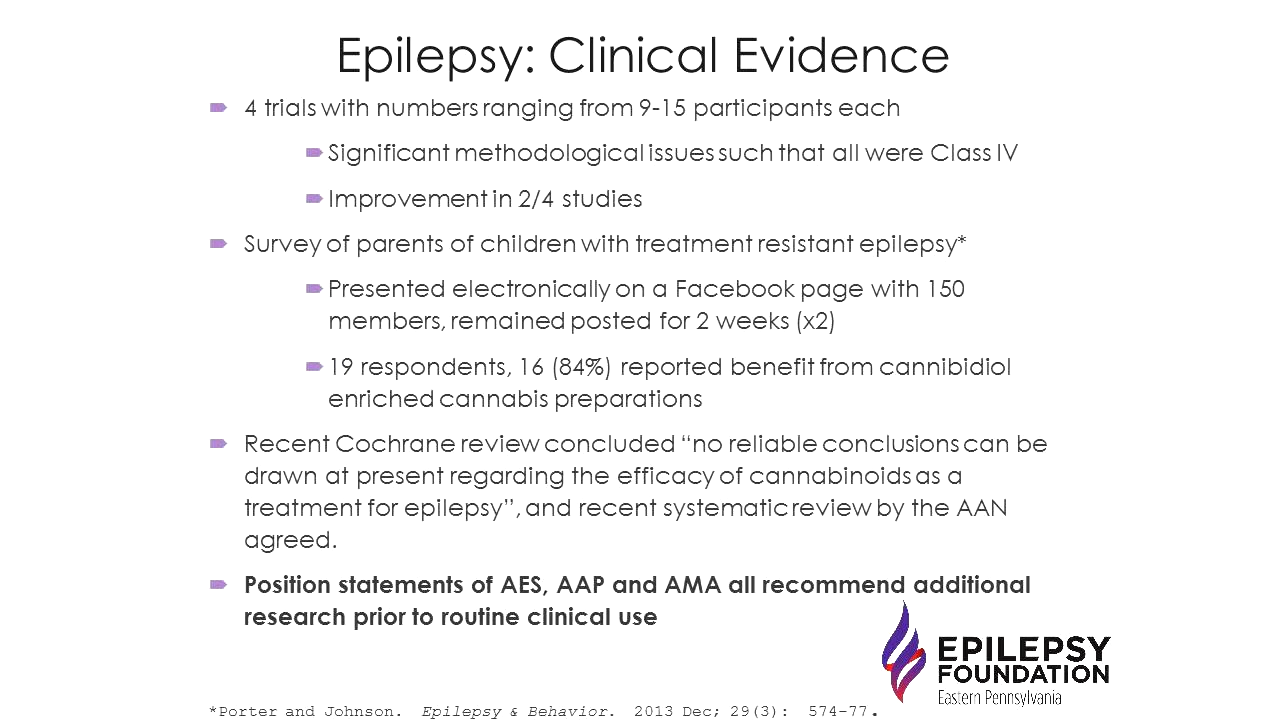 Epilepsy: Clinical Evidence
4 trials with numbers ranging from 9-15 participants each
Significant methodological issues such that all were Class IV
Improvement in 2/4 studies
Survey of parents of children with treatment resistant epilepsy*
Presented electronically on a Facebook page with 150
members, remained posted for 2 weeks (x2)
19 respondents, 16 (84%) reported benefit from cannibidiol
enriched cannabis preparations
Recent Cochrane review concluded “no reliable conclusions can be
drawn at present regarding the efficacy of cannabinoids as a
treatment for epilepsy”, and recent systematic review by the AAN
agreed.
Position statements of AES, AAP and AMA all recommend additional
research prior to routine clinical use
EPILEPSY
FOUNDATION
Eastern Pennsylvania
*Porter and Johnson. Epilepsy & Behavior. 2013 Dec; 29(3): 574-77.